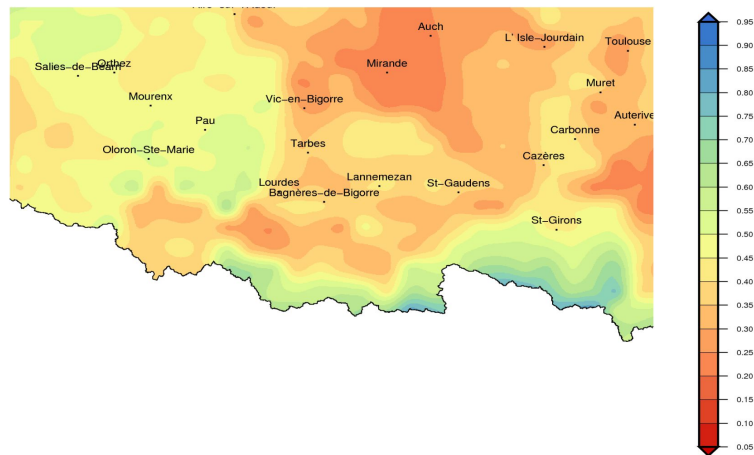 Auch
L' Isle-Jourdain
Toulouse
Salies-de-Béarn
Orthez
Mirande
Muret
Mourenx
Vic-en-Bigorre
Pau
Auterive
Carbonne
Oloron-Ste-Marie
Tarbes
Cazères
Lourdes
Lannemezan
St-Gaudens
Bagnères-de-Bigorre
St-Girons
0.95
0.90
0.85
0.80
0.75
0.70
0.65
0.60
0.55
0.50
0.45
0.40
0.35
0.30
0.25
0.20
0.15
0.10
0.05